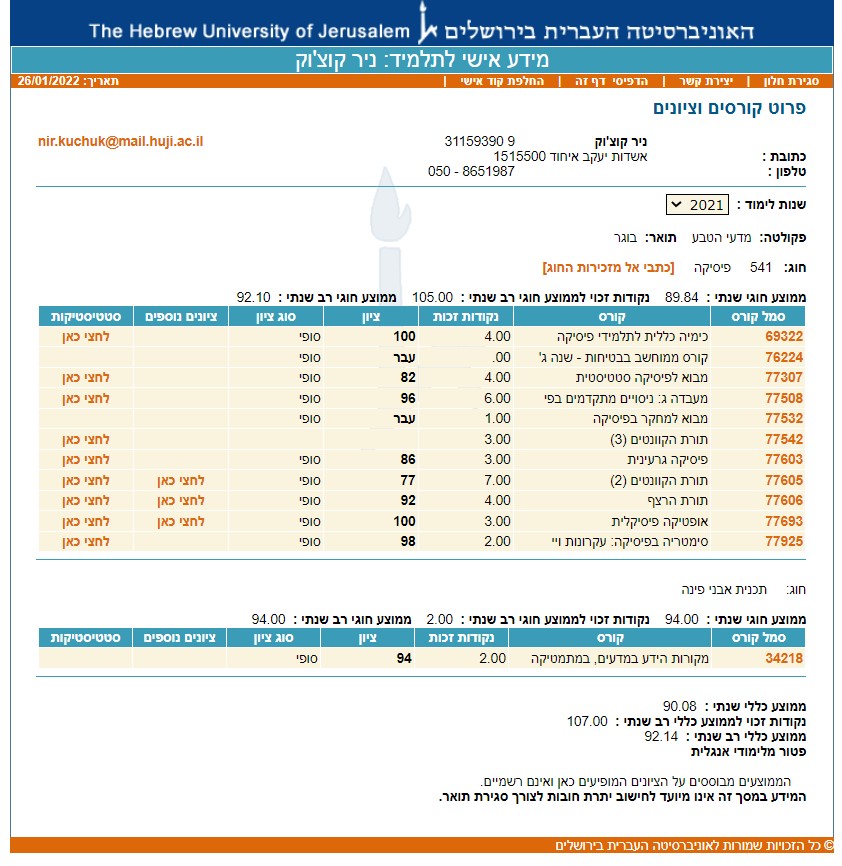 האוניברסיטה העברית בירושלים The Hebrew University of Jerusalem
מידע אישי לתלמיד: ניר קוצ'וק
סגירת חלון | יצירת קשר | הדפיסי דף זה | החלפת קוד אישי | תאריך: 26/01/2022
פרוט קורסים וציונים
ניר קוצ'וק 31159390 9 nir.kuchuk@mail.huji.ac.il
כתובת : אשדות יעקב איחוד 1515500
טלפון : 050 - 8651987
שנות לימוד : 2021
פקולטה: מדעי הטבע תואר: בוגר
חוג: 541 פיסיקה [כתבי אל מזכירות החוג]
ממוצע חוגי שנתי : 89.84 נקודות זכוי לממוצע חוגי רב שנתי : 105.00 ממוצע חוגי רב שנתי : 92.10
סמל קורס קורס נקודות זכות ציון סוג ציון ציונים נוספים סטטיסטיקות
69322 כימיה כללית לתלמידי פיסיקה 4.00 100 סופי לחצי כאן
76224 קורס ממוחשב בבטיחות - שנה ג' .00 עבר סופי
77307 מבוא לפיסיקה סטטיסטית 4.00 82 סופי לחצי כאן
77508 מעבדה ג: ניסויים מתקדמים בפי 6.00 96 סופי לחצי כאן
77532 מבוא למחקר בפיסיקה 1.00 עבר סופי
77542 תורת הקוונטים (3) 3.00 לחצי כאן
77603 פיסיקה גרעינית 3.00 86 סופי לחצי כאן
77605 תורת הקוונטים (2) 7.00 77 סופי לחצי כאן לחצי כאן
77606 תורת הרצף 4.00 92 סופי לחצי כאן לחצי כאן
77693 אופטיקה פיסיקלית 3.00 100 סופי לחצי כאן לחצי כאן
77925 סימטריה בפיסיקה: עקרונות ויי 2.00 98 סופי לחצי כאן
חוג: תכנית אבני פינה
ממוצע חוגי שנתי : 94.00 נקודות זכוי לממוצע חוגי רב שנתי : 2.00 ממוצע חוגי רב שנתי : 94.00
סמל קורס קורס נקודות זכות ציון סוג ציון ציונים נוספים סטטיסטיקות
34218 מקורות הידע במדעים, במתמטיקה 2.00 94 סופי
ממוצע כללי שנתי : 90.08
נקודות זכוי לממוצע כללי רב שנתי : 107.00
ממוצע כללי רב שנתי : 92.14
פטור מלימודי אנגלית
הממוצעים מבוססים על הציונים המופיעים כאן ואינם רשמיים.
המידע במסך זה אינו מיועד לחישוב יתרת חובות לצורך סגירת תואר.
© כל הזכויות שמורות לאוניברסיטה העברית בירושלים